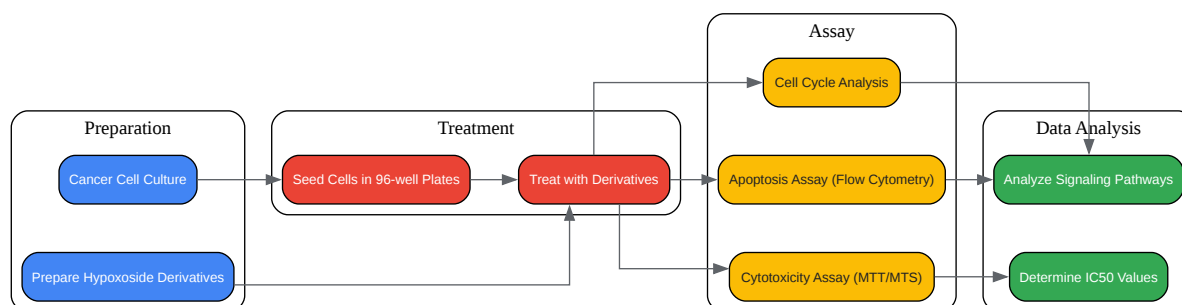 Preparation
Cancer Cell Culture
Prepare Hypoxoside Derivatives
Treatment
Seed Cells in 96-well Plates
Treat with Derivatives
Assay
Cell Cycle Analysis
Apoptosis Assay (Flow Cytometry)
Cytotoxicity Assay (MTT/MTS)
Data Analysis
Analyze Signaling Pathways
Determine IC50 Values